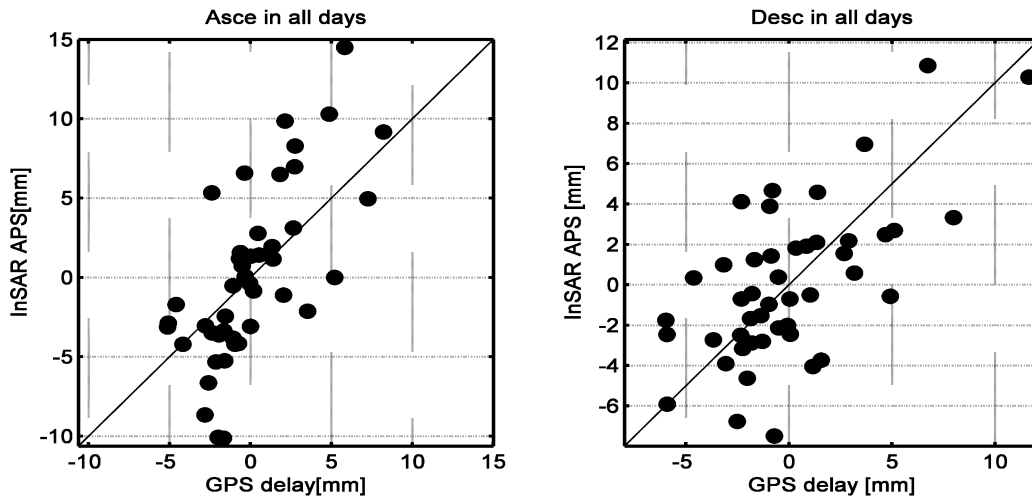 Asce in all days
15
10
5
0
-5
-10
-10 -5 0 5 10 15
InSAR APS[mm]
GPS delay[mm]
Desc in all days
12
10
8
6
4
2
0
-2
-4
-6
-5 0 5 10
InSAR APS [mm]
GPS delay [mm]